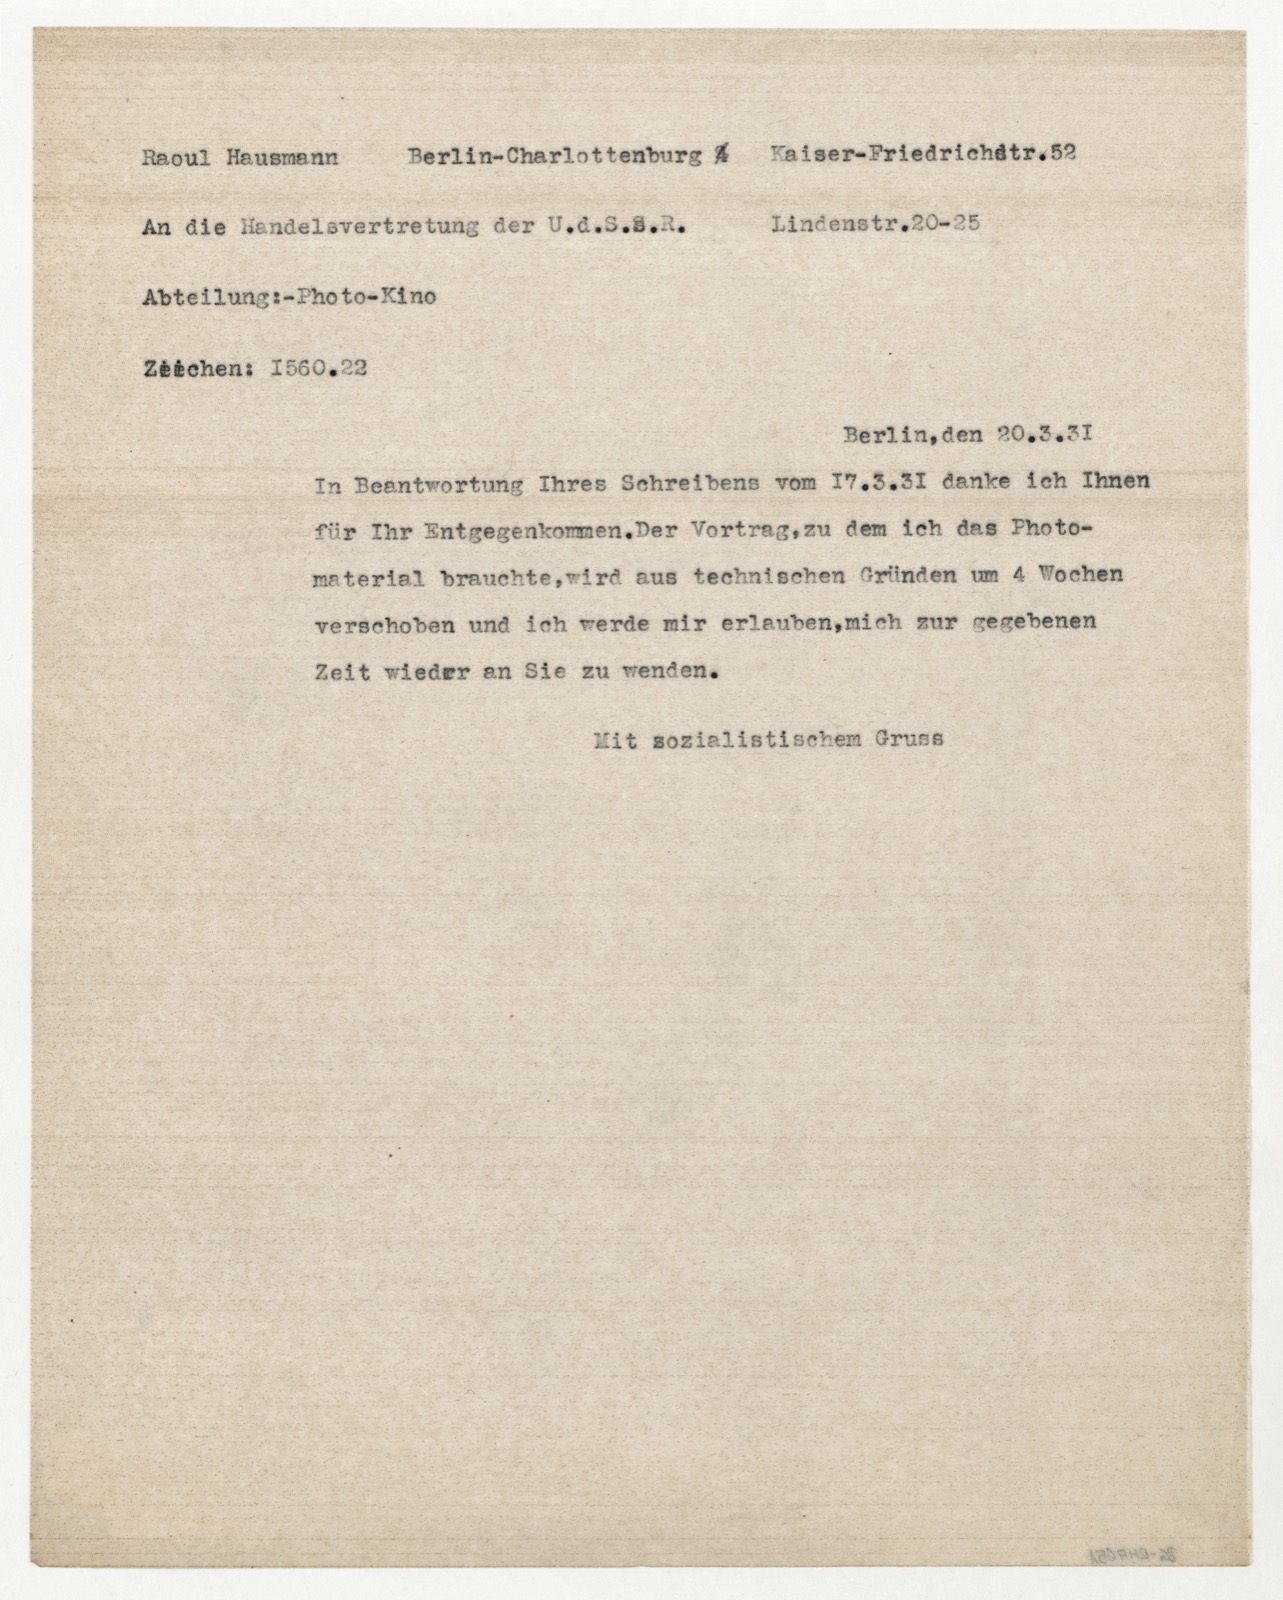 Raoul Hausmann Berlin-Charlottenburg 4 Kaiser-Friedrichstr.52
An die Handelsvertretung der U.d.S.S.R. Lindenstr.20-25
Abteilung:-Photo-Kino
Zeichen: I560.22
Berlin,den 20.3.3I
In Beantwortung Ihres Schreibens vom I7.3.3I danke ich Ihnen
für Ihr Entgegenkommen.Der Vortrag,zu dem ich das Photo-
material brauchte,wird aus technischen Gründen um 4 Wochen
verschoben und ich werde mir erlauben,mich zur gegebenen
Zeit wieder an Sie zu wenden.
Mit sozialistischem Gruss